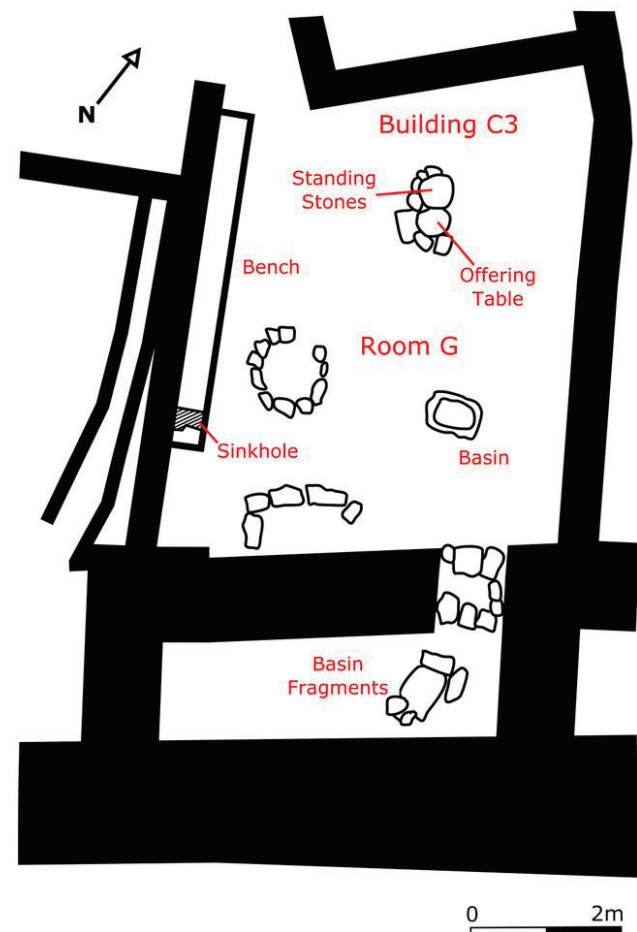 N
Building C3
Standing
Stones
Bench
Offering
Table
Room G
Sinkhole
Basin
Basin
Fragments
0 2m